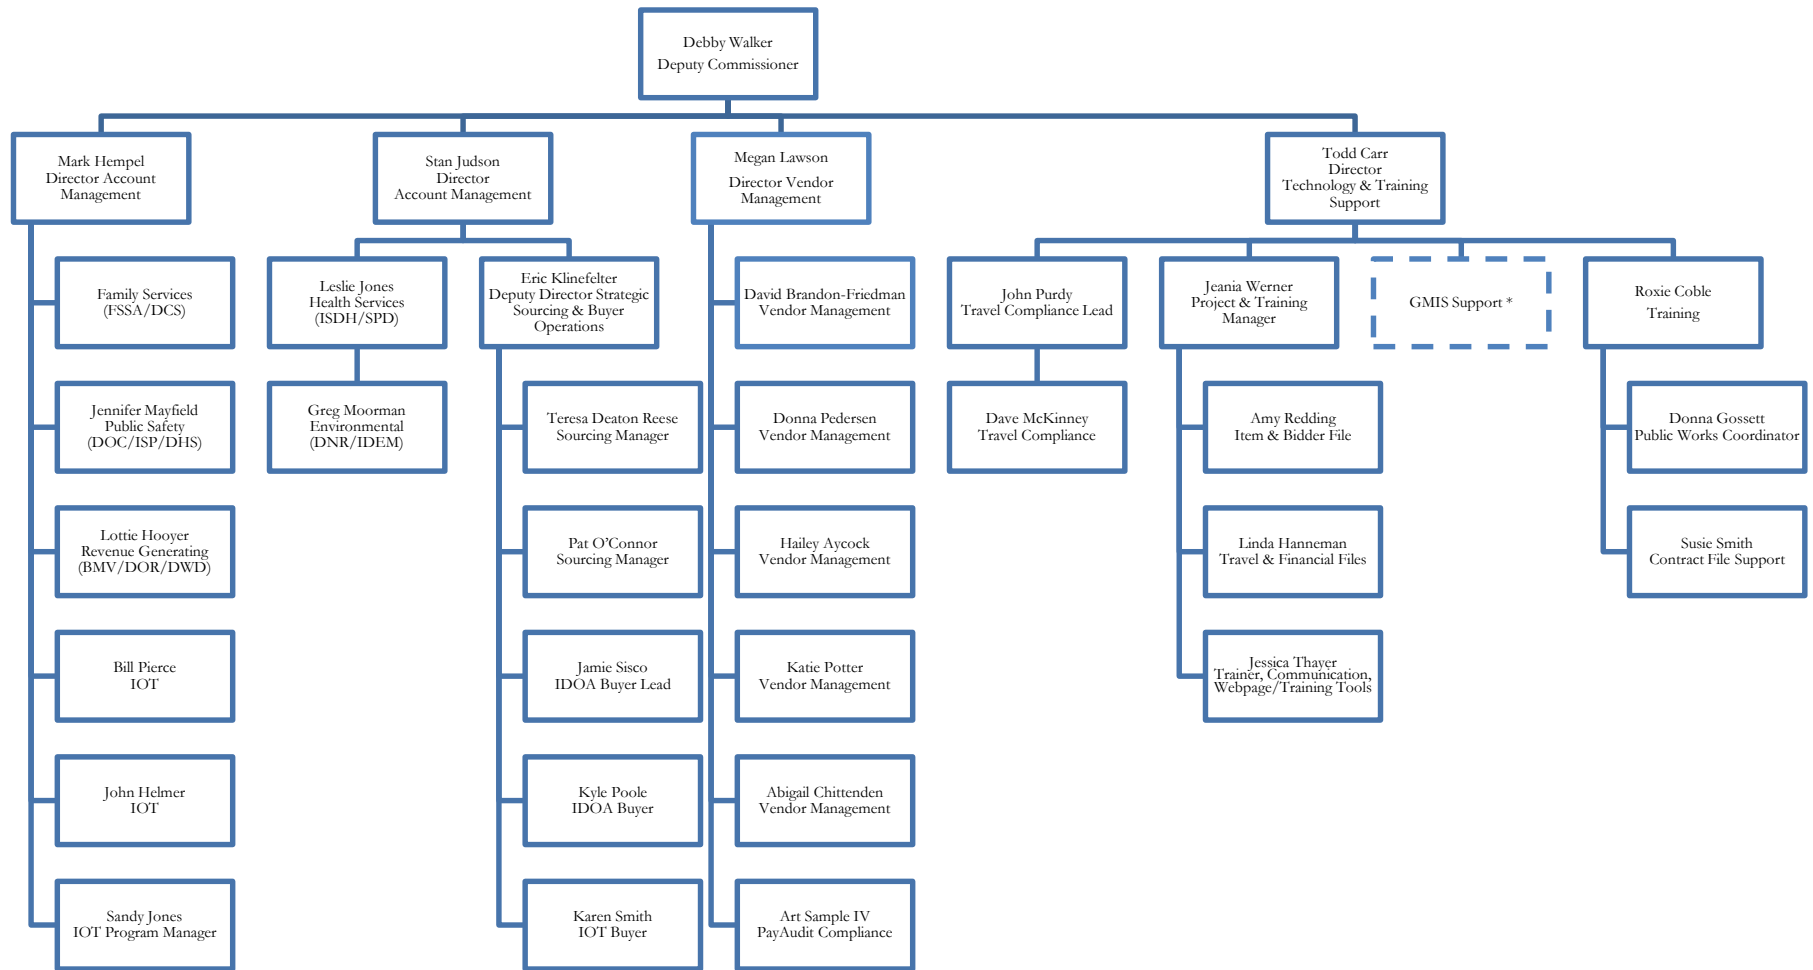 Debby Walker
Deputy Commissioner
Mark Hempel
Director Account
Management
Stan Judson
Director
Account Management
Megan Lawson
Director Vendor
Management
Todd Carr
Director
Technology & Training
Support
Family Services
(FSSA/DCS)
Jennifer Mayfield
Public Safety
(DOC/ISP/DHS)
Lottie Hooyer
Revenue Generating
(BMV/DOR/DWD)
Bill Pierce
IOT
John Helmer
IOT
Sandy Jones
IOT Program Manager
Leslie Jones
Health Services
(ISDH/SPD)
Greg Moorman
Environmental
(DNR/IDEM)
Eric Klinefelter
Deputy Director Strategic
Sourcing & Buyer
Operations
Teresa Deaton Reese
Sourcing Manager
Pat O’Connor
Sourcing Manager
Jamie Sisco
IDOA Buyer Lead
Kyle Poole
IDOA Buyer
Karen Smith
IOT Buyer
David Brandon-Friedman
Vendor Management
Donna Pedersen
Vendor Management
Hailey Aycock
Vendor Management
Katie Potter
Vendor Management
Abigail Chittenden
Vendor Management
Art Sample IV
PayAudit Compliance
John Purdy
Travel Compliance Lead
Dave McKinney
Travel Compliance
Jeania Werner
Project & Training
Manager
Amy Redding
Item & Bidder File
Linda Hanneman
Travel & Financial Files
Jessica Thayer
Trainer, Communication,
Webpage/Training Tools
GMIS Support *
Roxie Coble
Training
Donna Gossett
Public Works Coordinator
Susie Smith
Contract File Support